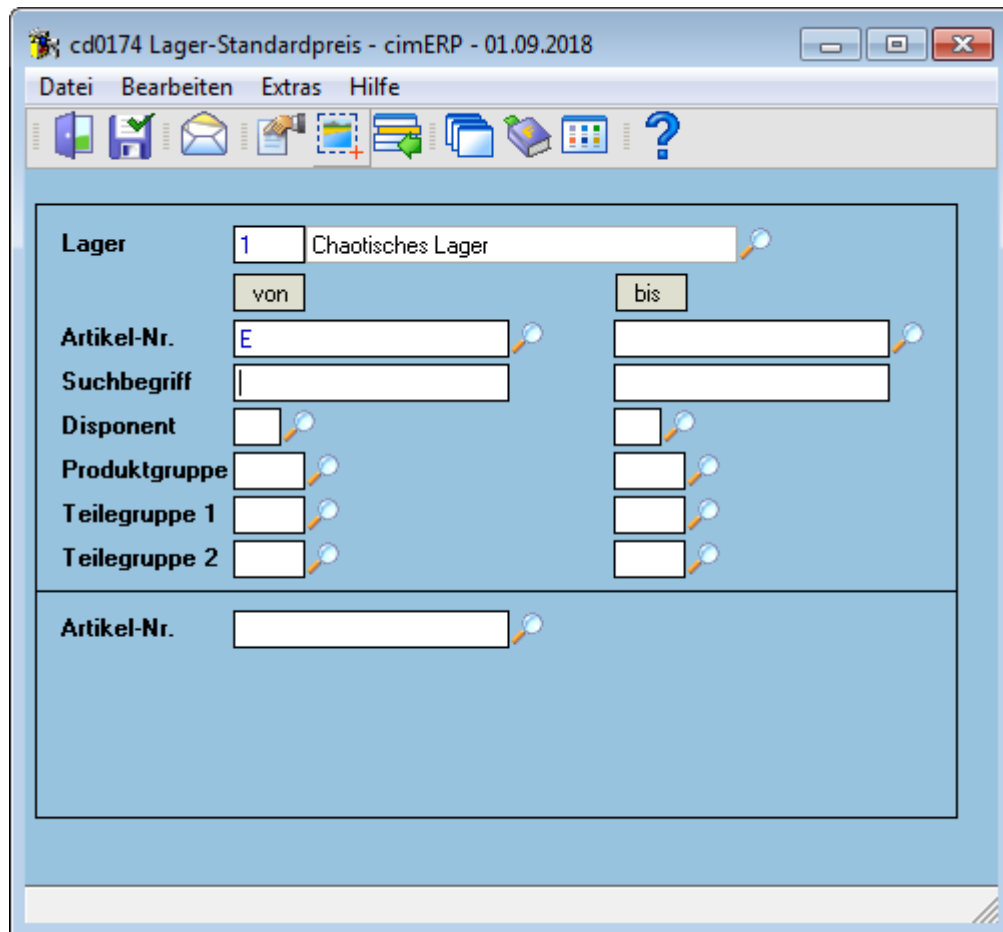 cd0174 Lager-Standardpreis - cimERP - 01.09.2018
Datei Bearbeiten Extras Hilfe
Lager 1 Chaotisches Lager
von bis
Artikel-Nr. E
Suchbegriff
Disponent
Produktgruppe
Teilegruppe 1
Teilegruppe 2
Artikel-Nr.